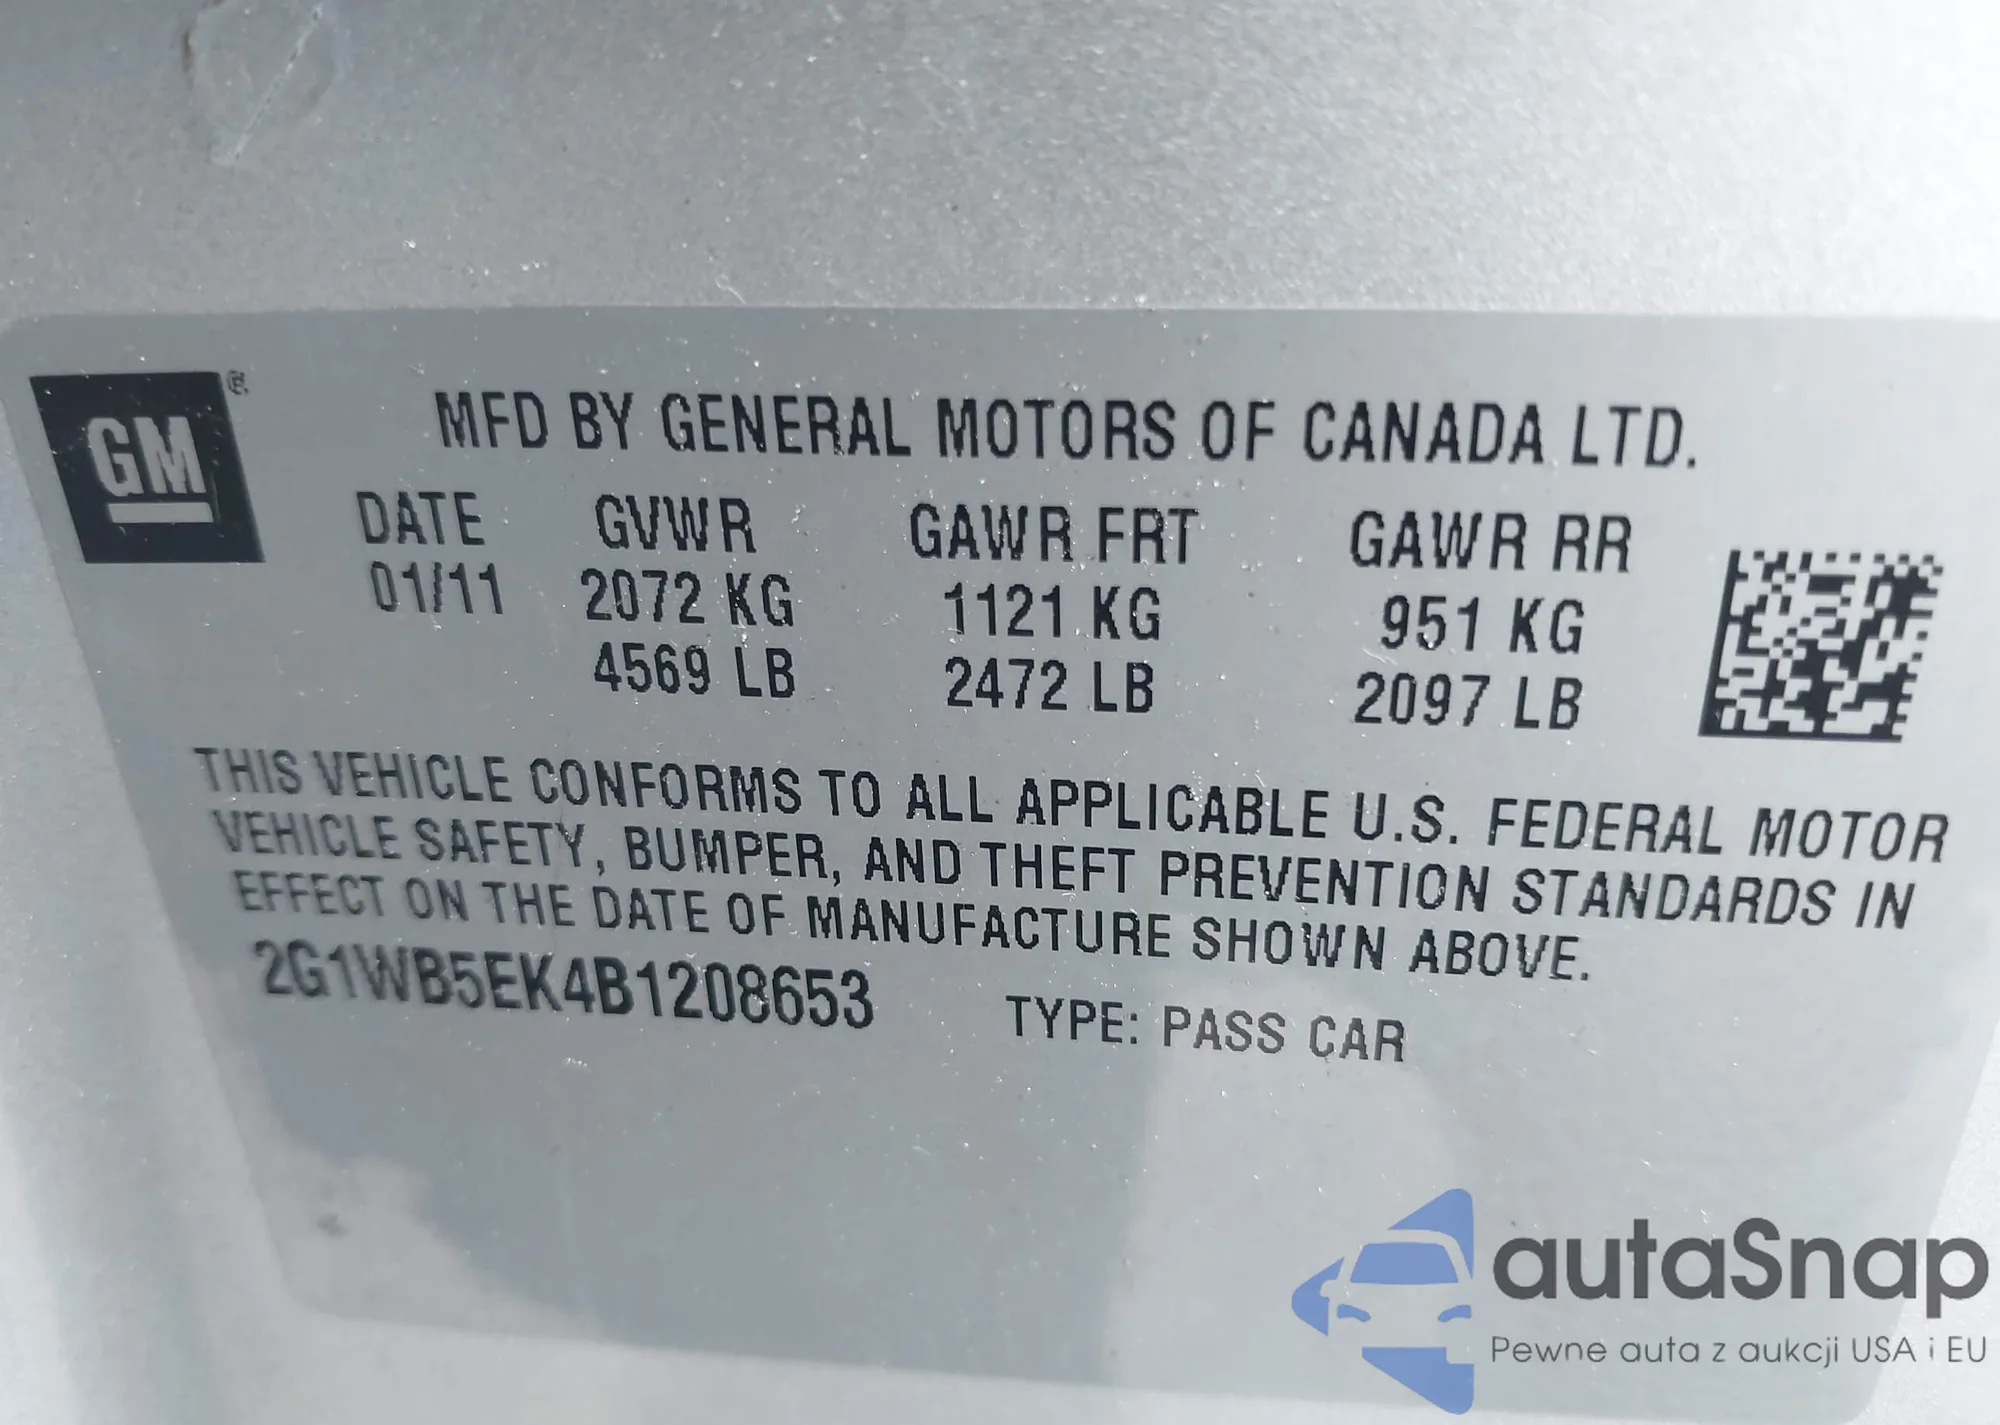 GM ®
MFD BY GENERAL MOTORS OF CANADA LTD.
DATE GVWR GAWR FRT GAWR RR
01/11 2072 KG 1121 KG 951 KG
4569 LB 2472 LB 2097 LB
THIS VEHICLE CONFORMS TO ALL APPLICABLE U.S. FEDERAL MOTOR
VEHICLE SAFETY, BUMPER, AND THEFT PREVENTION STANDARDS IN
EFFECT ON THE DATE OF MANUFACTURE SHOWN ABOVE.
2G1WB5EK4B1208653 TYPE: PASS CAR
autaSnap
Pewne auta z aukcji USA i EU